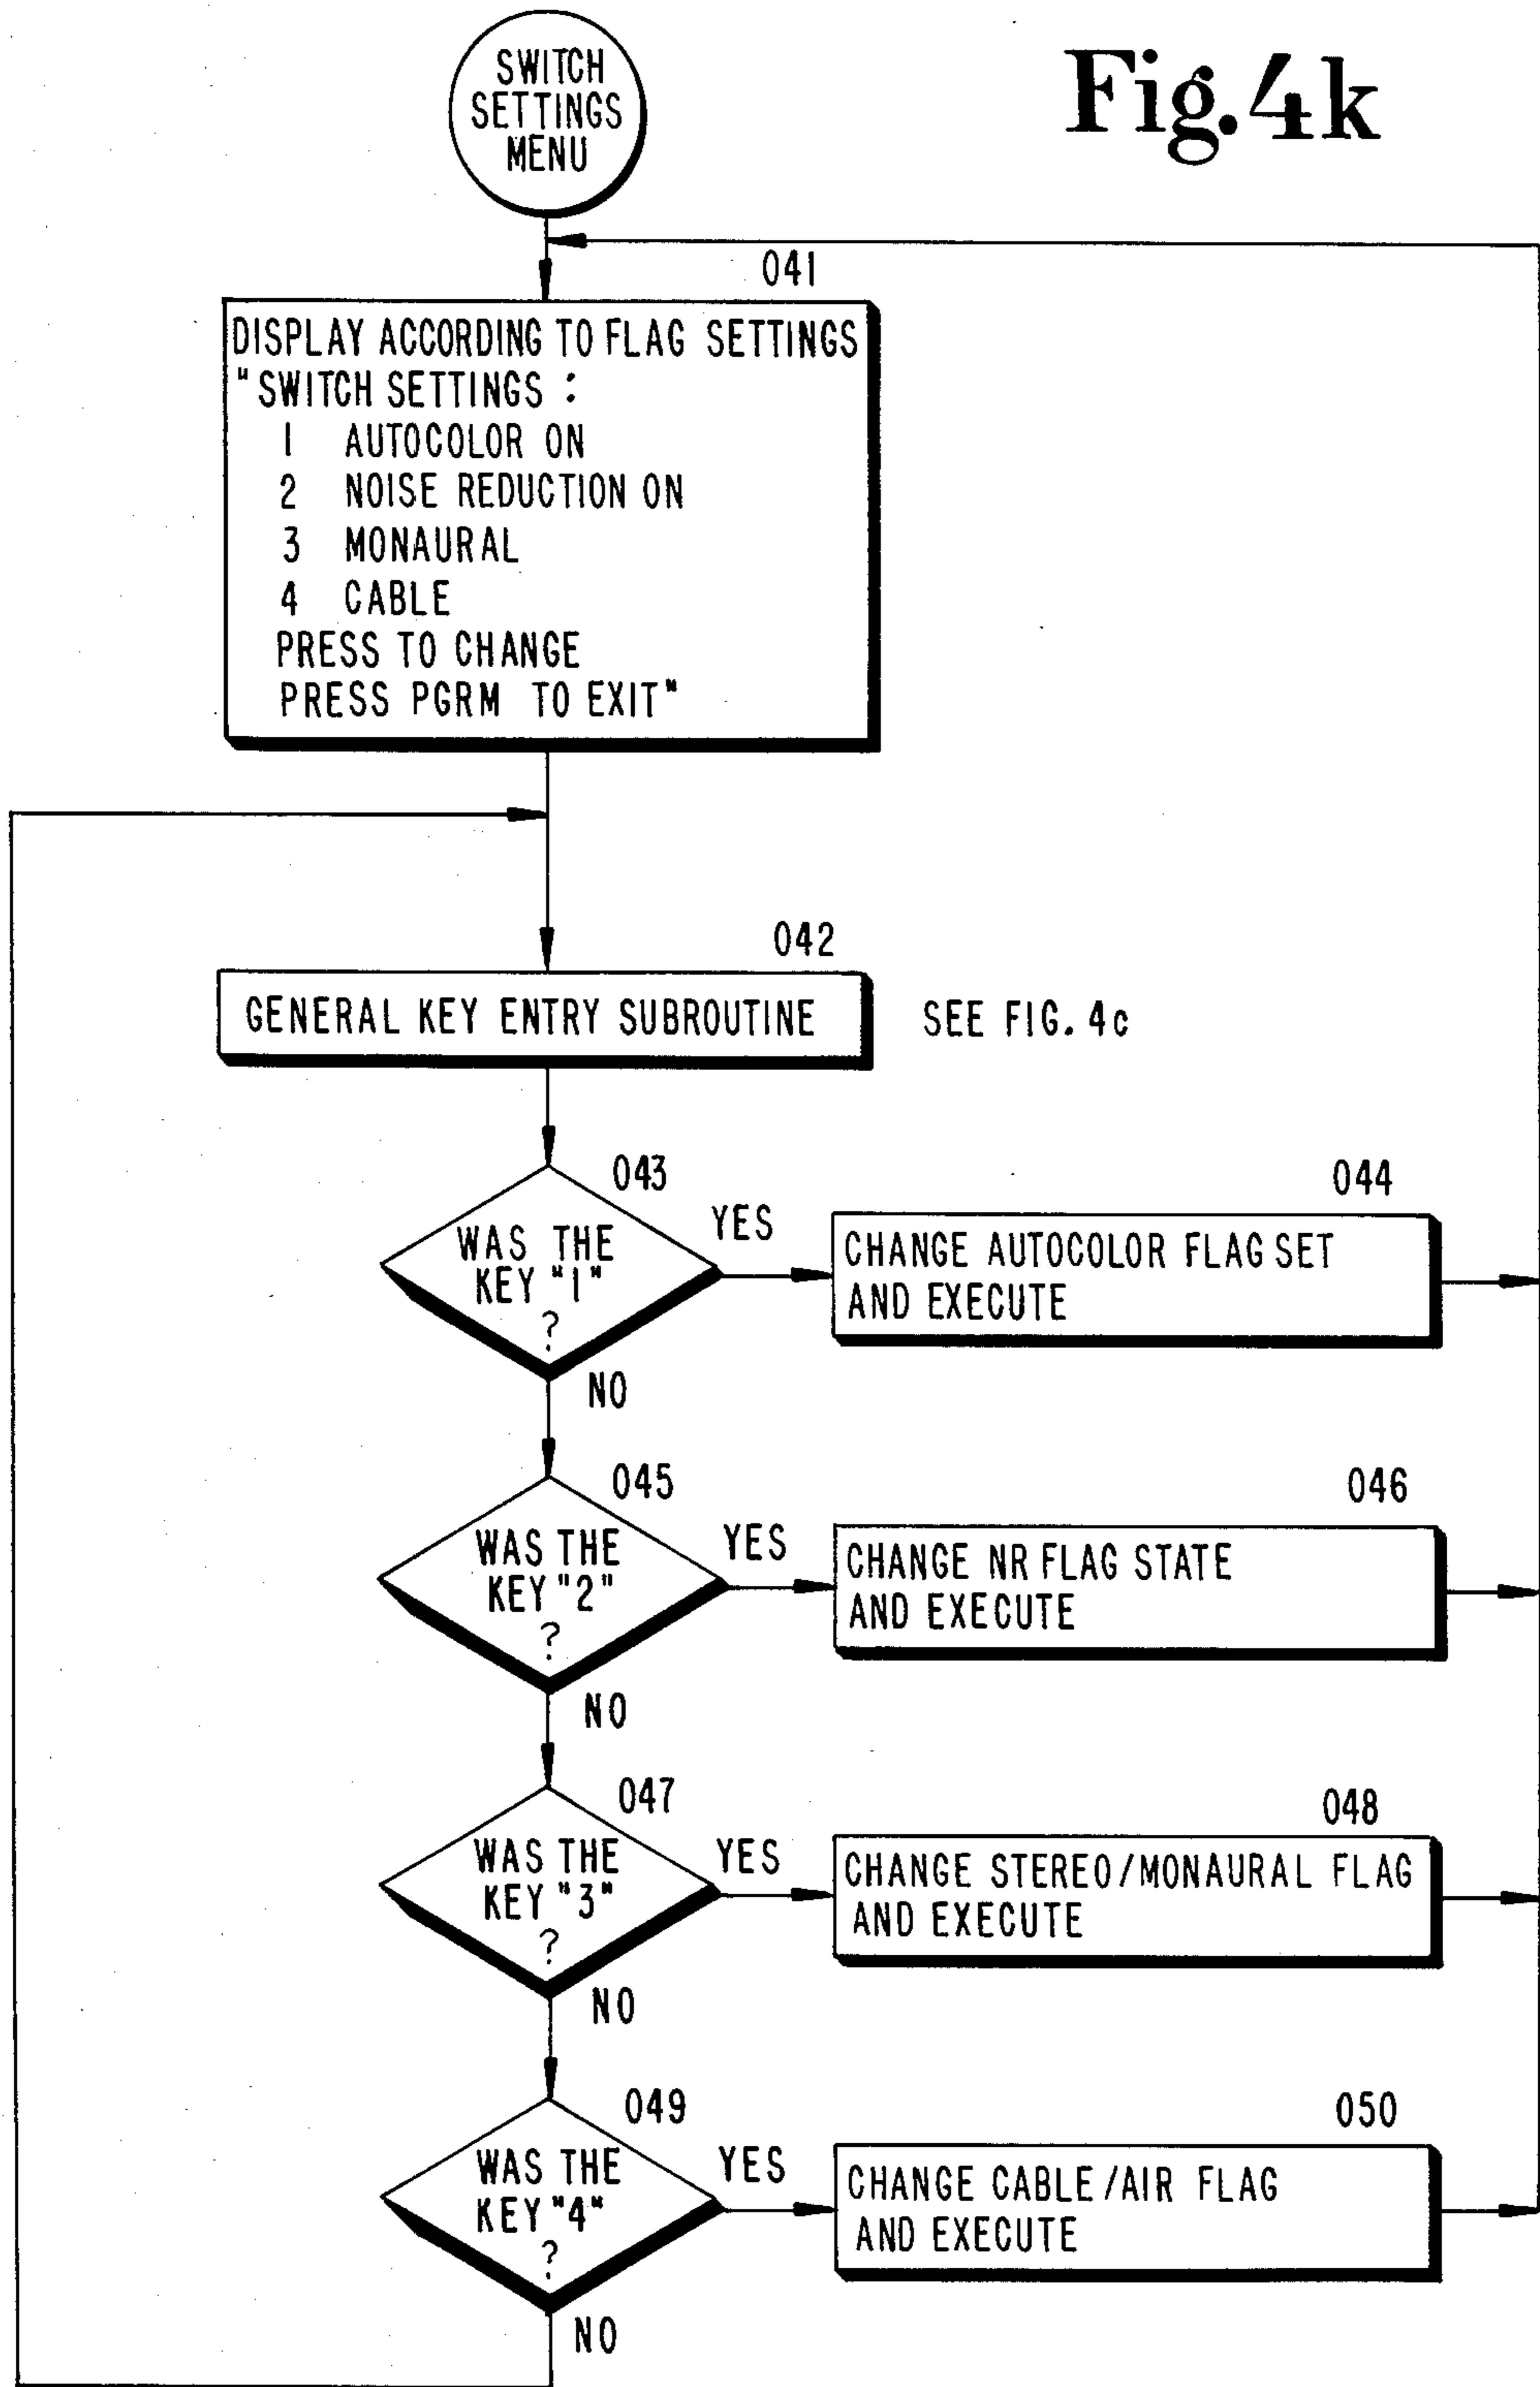 Fig. 4k
SWITCH
SETTINGS
MENU
041
DISPLAY ACCORDING TO FLAG SETTINGS
"SWITCH SETTINGS :
1 AUTOCOLOR ON
2 NOISE REDUCTION ON
3 MONAURAL
4 CABLE
PRESS TO CHANGE
PRESS PGRM TO EXIT"
042
GENERAL KEY ENTRY SUBROUTINE
SEE FIG. 4c
043
WAS THE
KEY "1"
?
YES
NO
044
CHANGE AUTOCOLOR FLAG SET
AND EXECUTE
045
WAS THE
KEY "2"
?
YES
NO
046
CHANGE NR FLAG STATE
AND EXECUTE
047
WAS THE
KEY "3"
?
YES
NO
048
CHANGE STEREO/MONAURAL FLAG
AND EXECUTE
049
WAS THE
KEY "4"
?
YES
NO
050
CHANGE CABLE/AIR FLAG
AND EXECUTE